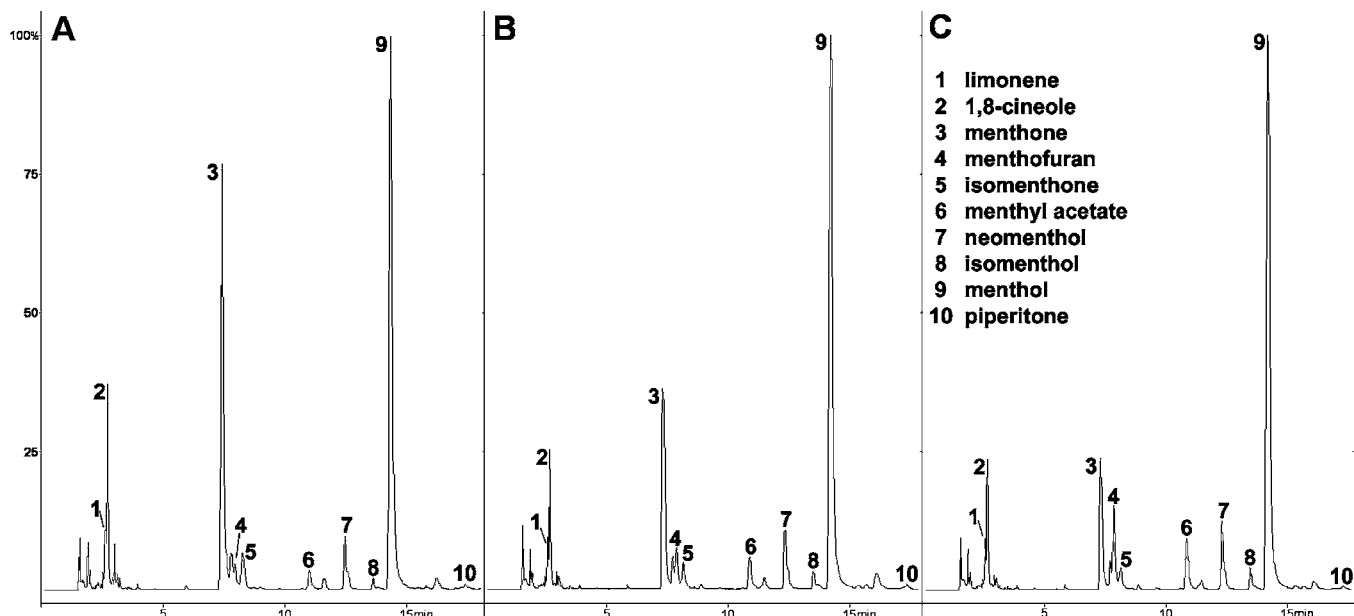 A
B
C
100%
75
50
25
1
2
3
4
5
6
7
8
9
10
5
10
15min
1
2
3
4
5
6
7
8
9
10
5
10
15min
1 limonene
2 1,8-cineole
3 menthone
4 menthofuran
5 isomenthone
6 menthyl acetate
7 neomenthol
8 isomenthol
9 menthol
10 piperitone
1
2
3
4
5
6
7
8
9
10
5
10
15min